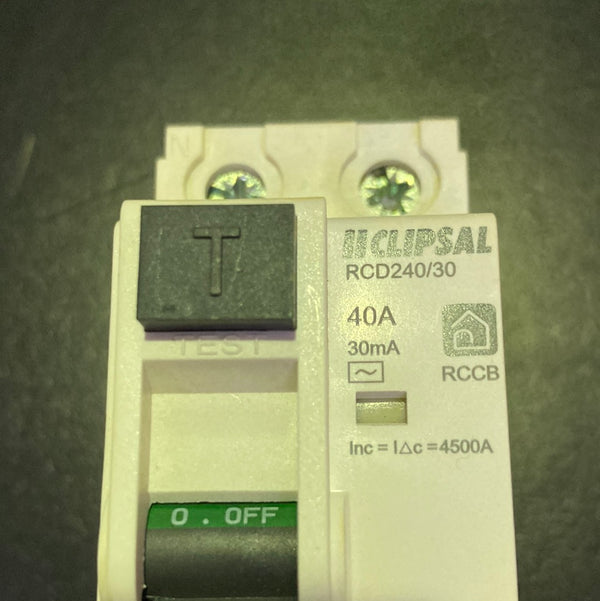 N
T
TEST
CLIPSAL
RCD240/30
40A
30mA
RCCB
Inc = I△c =4500A
O . OFF